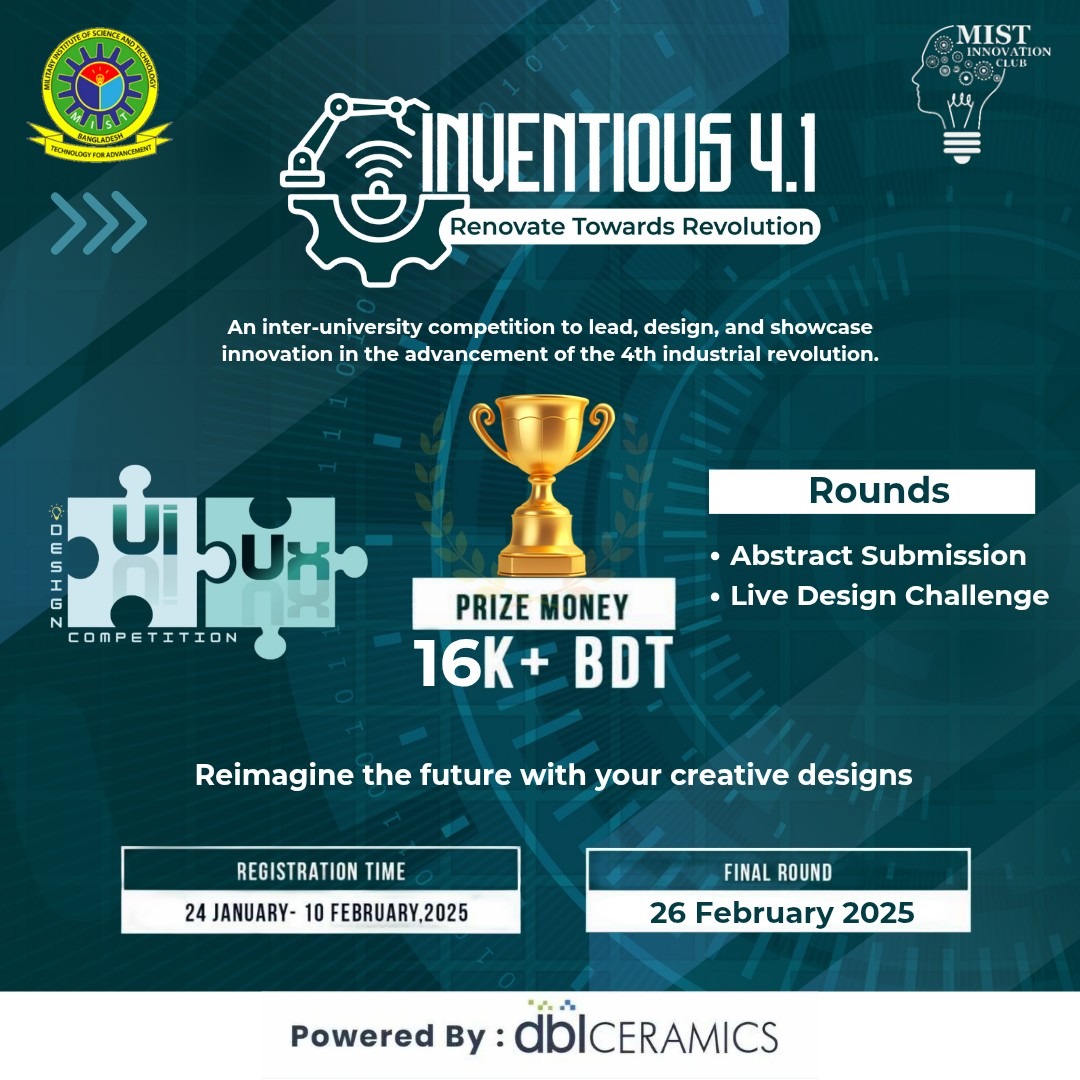 MILITARY INSTITUTE OF SCIENCE AND TECHNOLOGY
MIST
BANGLADESH
TECHNOLOGY FOR ADVANCEMENT
MIST
INNOVATION
CLUB
INVENTIOUS 4.1
Renovate Towards Revolution
An inter-university competition to lead, design, and showcase
innovation in the advancement of the 4th industrial revolution.
DESIGN
Ui
Ux
COMPETITION
PRIZE MONEY
16K+ BDT
Rounds
• Abstract Submission
• Live Design Challenge
Reimagine the future with your creative designs
REGISTRATION TIME
24 JANUARY- 10 FEBRUARY,2025
FINAL ROUND
26 February 2025
Powered By : dblCERAMICS